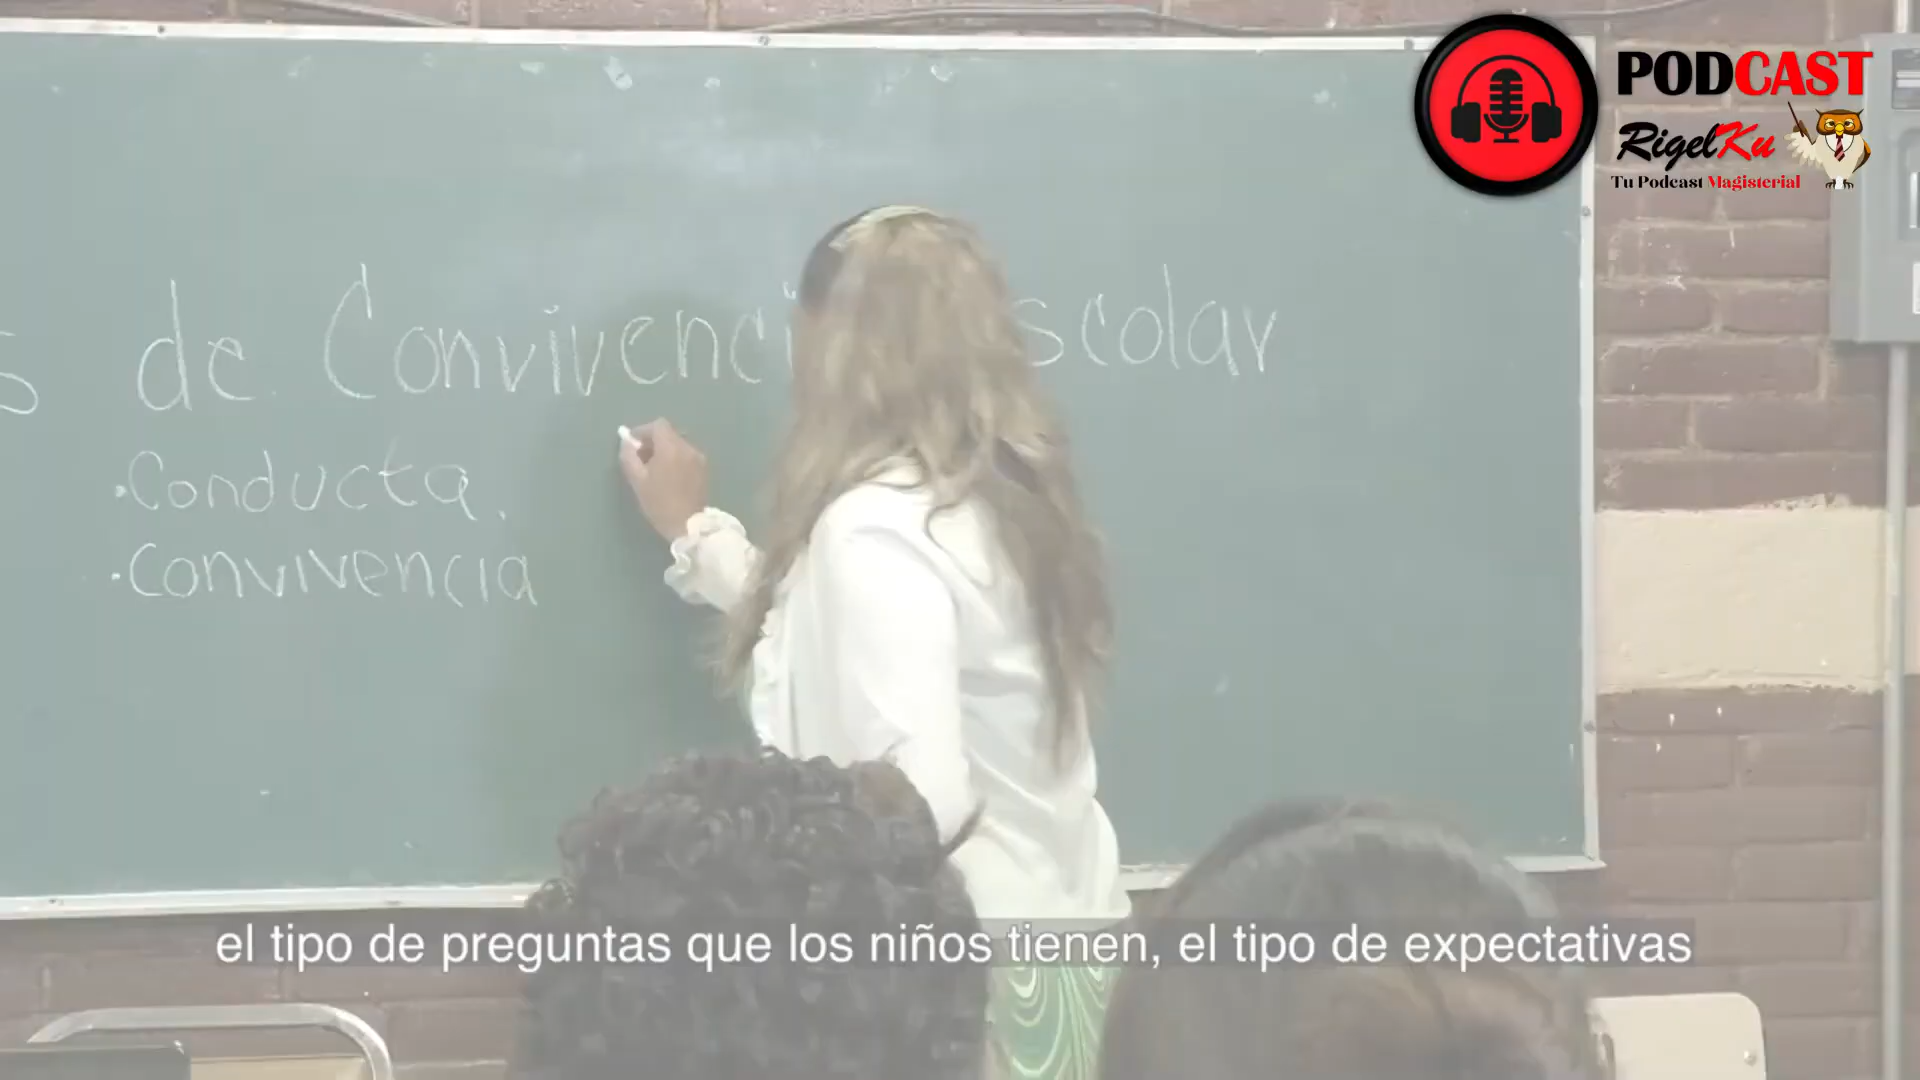 PODCAST
RigelKu
Tu Podcast Magisterial
de Convivenci scolar
•Conducta.
•Convivencia
el tipo de preguntas que los niños tienen, el tipo de expectativas